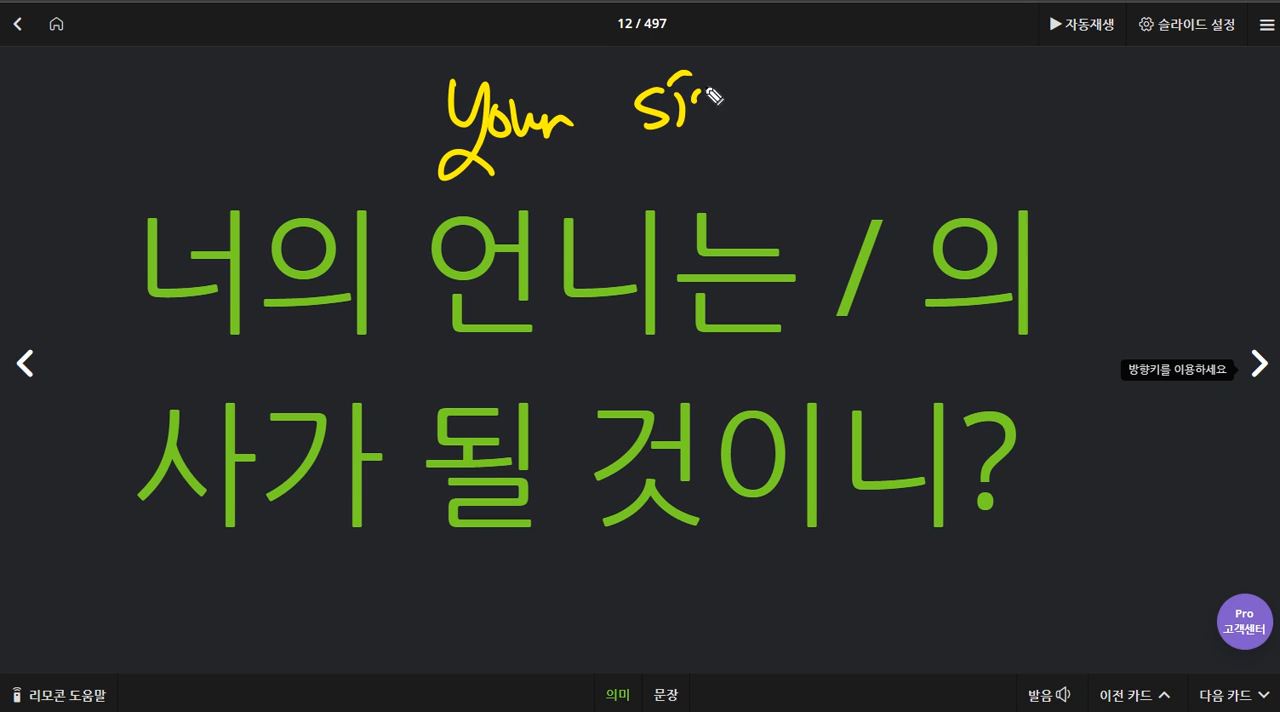 12 / 497
자동재생
슬라이드 설정
Your si
너의 언니는 / 의
사가 될 것이니?
방향키를 이용하세요
Pro
고객센터
리모콘 도움말
의미
문장
발음
이전 카드
다음 카드